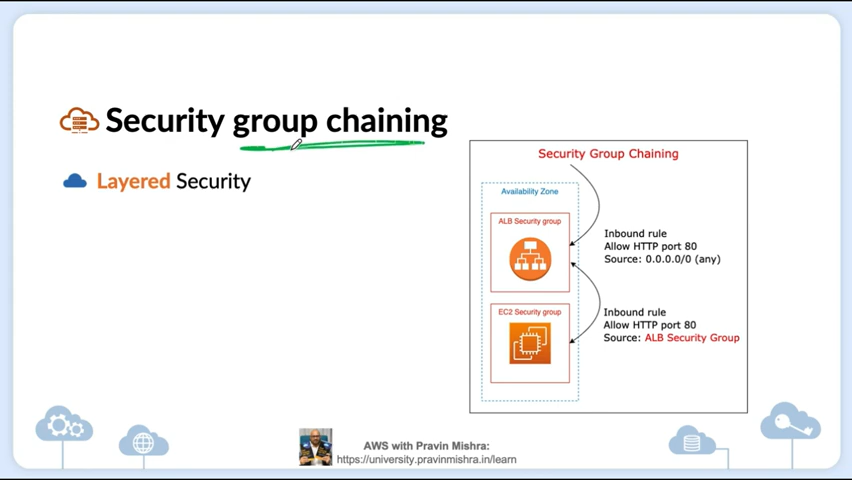 Security group chaining
Layered Security
Security Group Chaining
Availability Zone
ALB Security group
Inbound rule
Allow HTTP port 80
Source: 0.0.0.0/0 (any)
EC2 Security group
Inbound rule
Allow HTTP port 80
Source: ALB Security Group
AWS with Pravin Mishra:
https://university.pravinmishra.in/learn